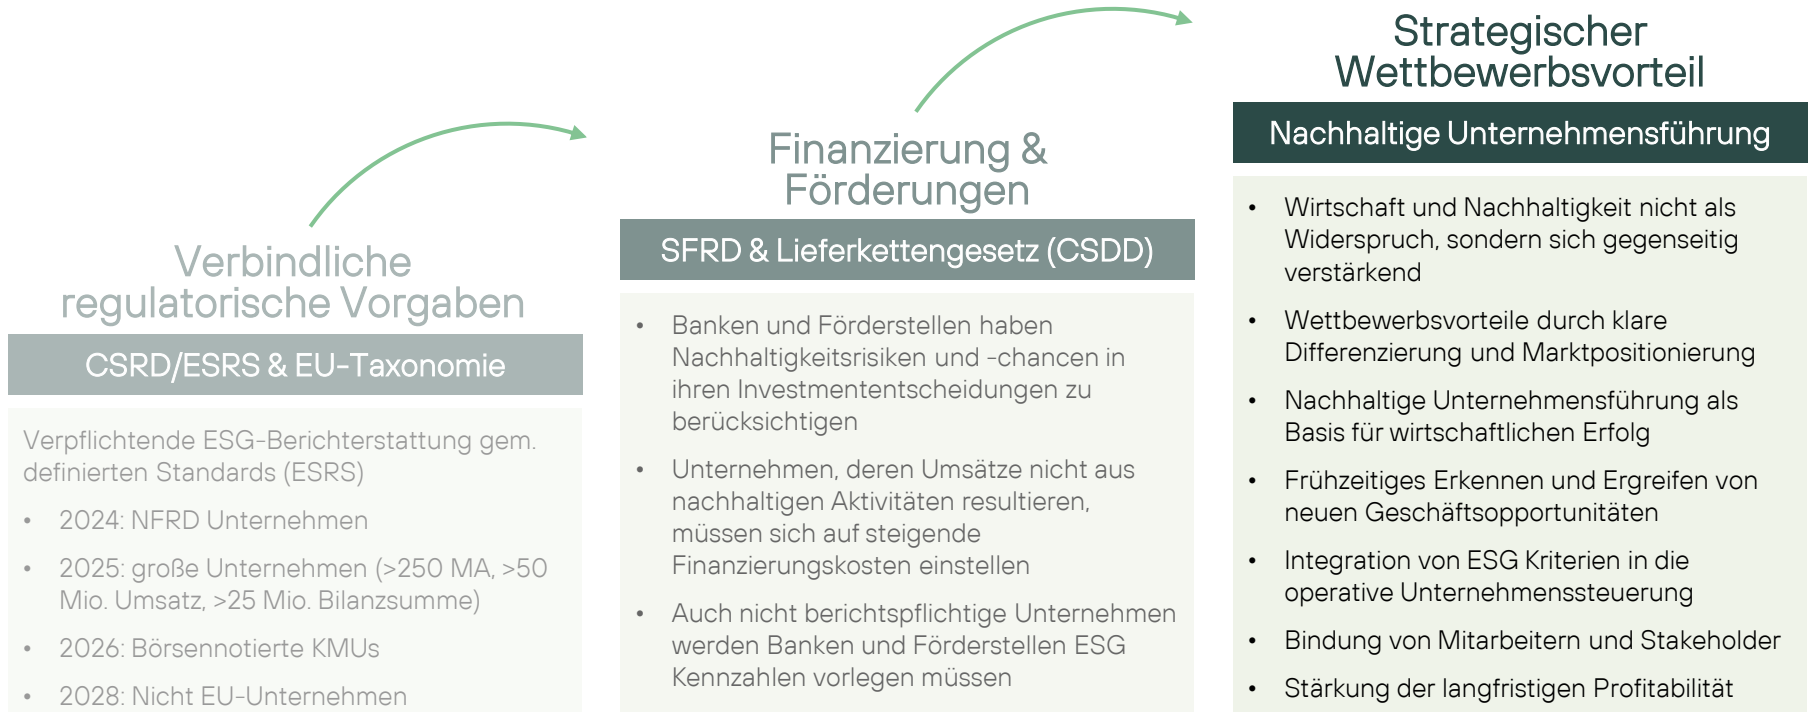 Verbindliche
regulatorische Vorgaben
CSRD/ESRS & EU-Taxonomie
Verpflichtende ESG-Berichterstattung gem.
definierten Standards (ESRS)
• 2024: NFRD Unternehmen
• 2025: große Unternehmen (>250 MA, >50
Mio. Umsatz, >25 Mio. Bilanzsumme)
• 2026: Börsennotierte KMUs
• 2028: Nicht EU-Unternehmen
Finanzierung &
Förderungen
SFRD & Lieferkettengesetz (CSDD)
• Banken und Förderstellen haben
Nachhaltigkeitsrisiken und -chancen in
ihren Investmententscheidungen zu
berücksichtigen
• Unternehmen, deren Umsätze nicht aus
nachhaltigen Aktivitäten resultieren,
müssen sich auf steigende
Finanzierungskosten einstellen
• Auch nicht berichtspflichtige Unternehmen
werden Banken und Förderstellen ESG
Kennzahlen vorlegen müssen
Strategischer
Wettbewerbsvorteil
Nachhaltige Unternehmensführung
• Wirtschaft und Nachhaltigkeit nicht als
Widerspruch, sondern sich gegenseitig
verstärkend
• Wettbewerbsvorteile durch klare
Differenzierung und Marktpositionierung
• Nachhaltige Unternehmensführung als
Basis für wirtschaftlichen Erfolg
• Frühzeitiges Erkennen und Ergreifen von
neuen Geschäftsopportunitäten
• Integration von ESG Kriterien in die
operative Unternehmenssteuerung
• Bindung von Mitarbeitern und Stakeholder
• Stärkung der langfristigen Profitabilität